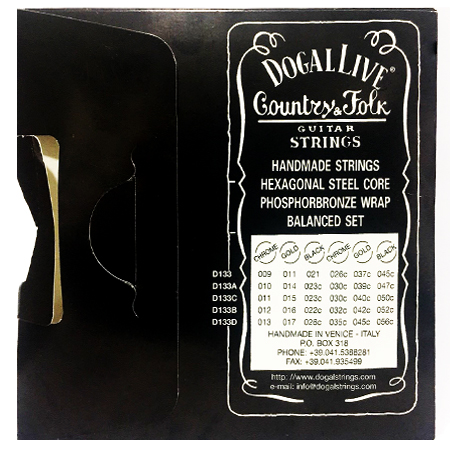 DOGAL LIVE®
Country & Folk
GUITAR
STRINGS
HANDMADE STRINGS
HEXAGONAL STEEL CORE
PHOSPHORBRONZE WRAP
BALANCED SET
CHROME GOLD BLACK CHROME GOLD BLACK
D133 009 011 021 026c 037c 045c
D133A 010 014 023c 030c 039c 047c
D133C 011 015 023c 030c 040c 050c
D133B 012 016 022c 032c 042c 052c
D133D 013 017 026c 035c 045c 056c
HANDMADE IN VENICE - ITALY
P.O. BOX 318
PHONE: +39.041.5388281
FAX: +39.041.935499
http: //www.dogalstrings.com
e-mail: info@dogalstrings.com